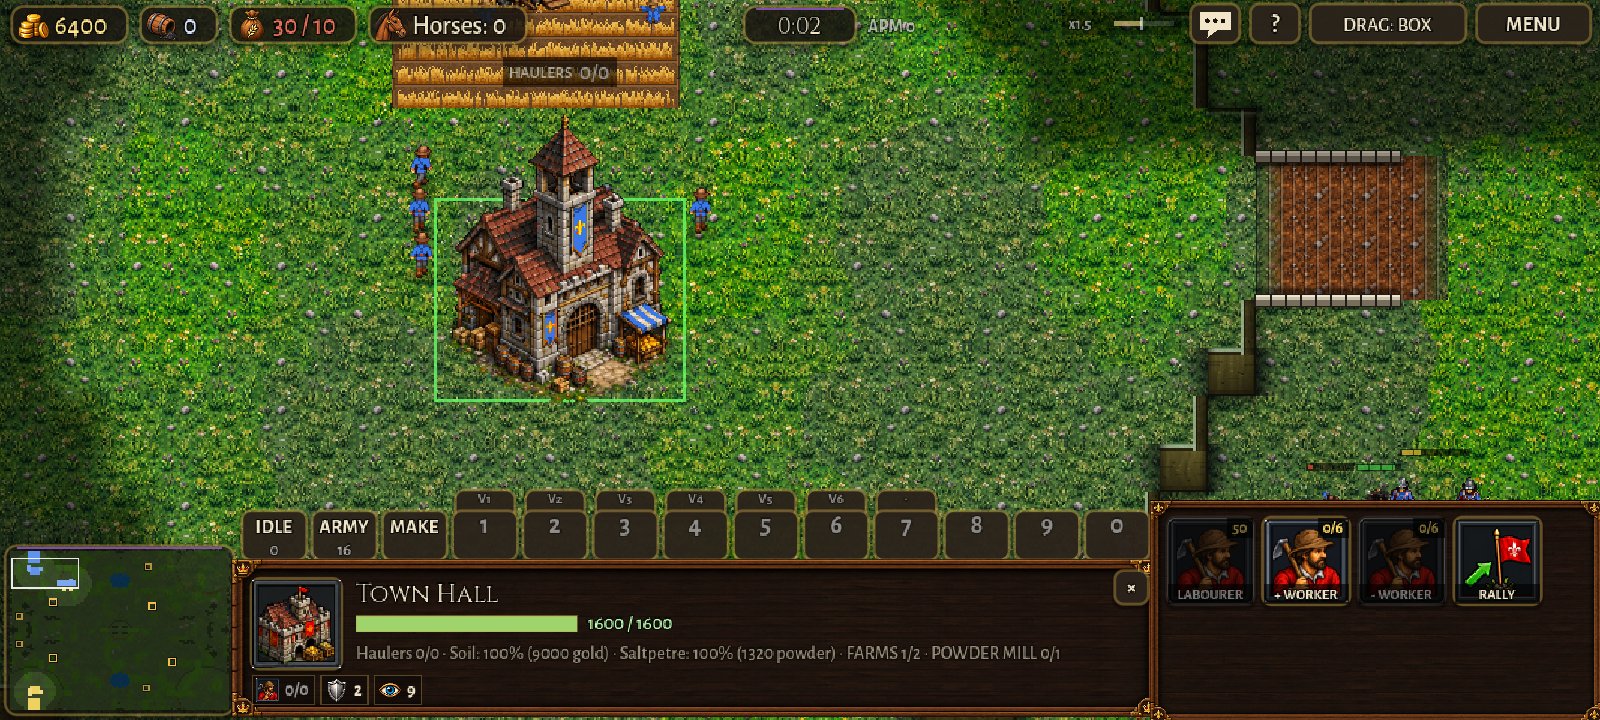 6400
0
30/10
Horses: 0
0:02
APM:0
x1.5
?
DRAG: BOX
MENU
HAULERS 0/0
V1
V2
V3
V4
V5
V6
IDLE
0
ARMY
16
MAKE
1
2
3
4
5
6
7
8
9
0
TOWN HALL
1600/1600
Haulers 0/0 · Soil: 100% (9000 gold) · Saltpetre: 100% (1320 powder) · FARMS 1/2 · POWDER MILL 0/1
0/0
2
9
×
50
LABOURER
0/6
+ WORKER
0/6
- WORKER
RALLY